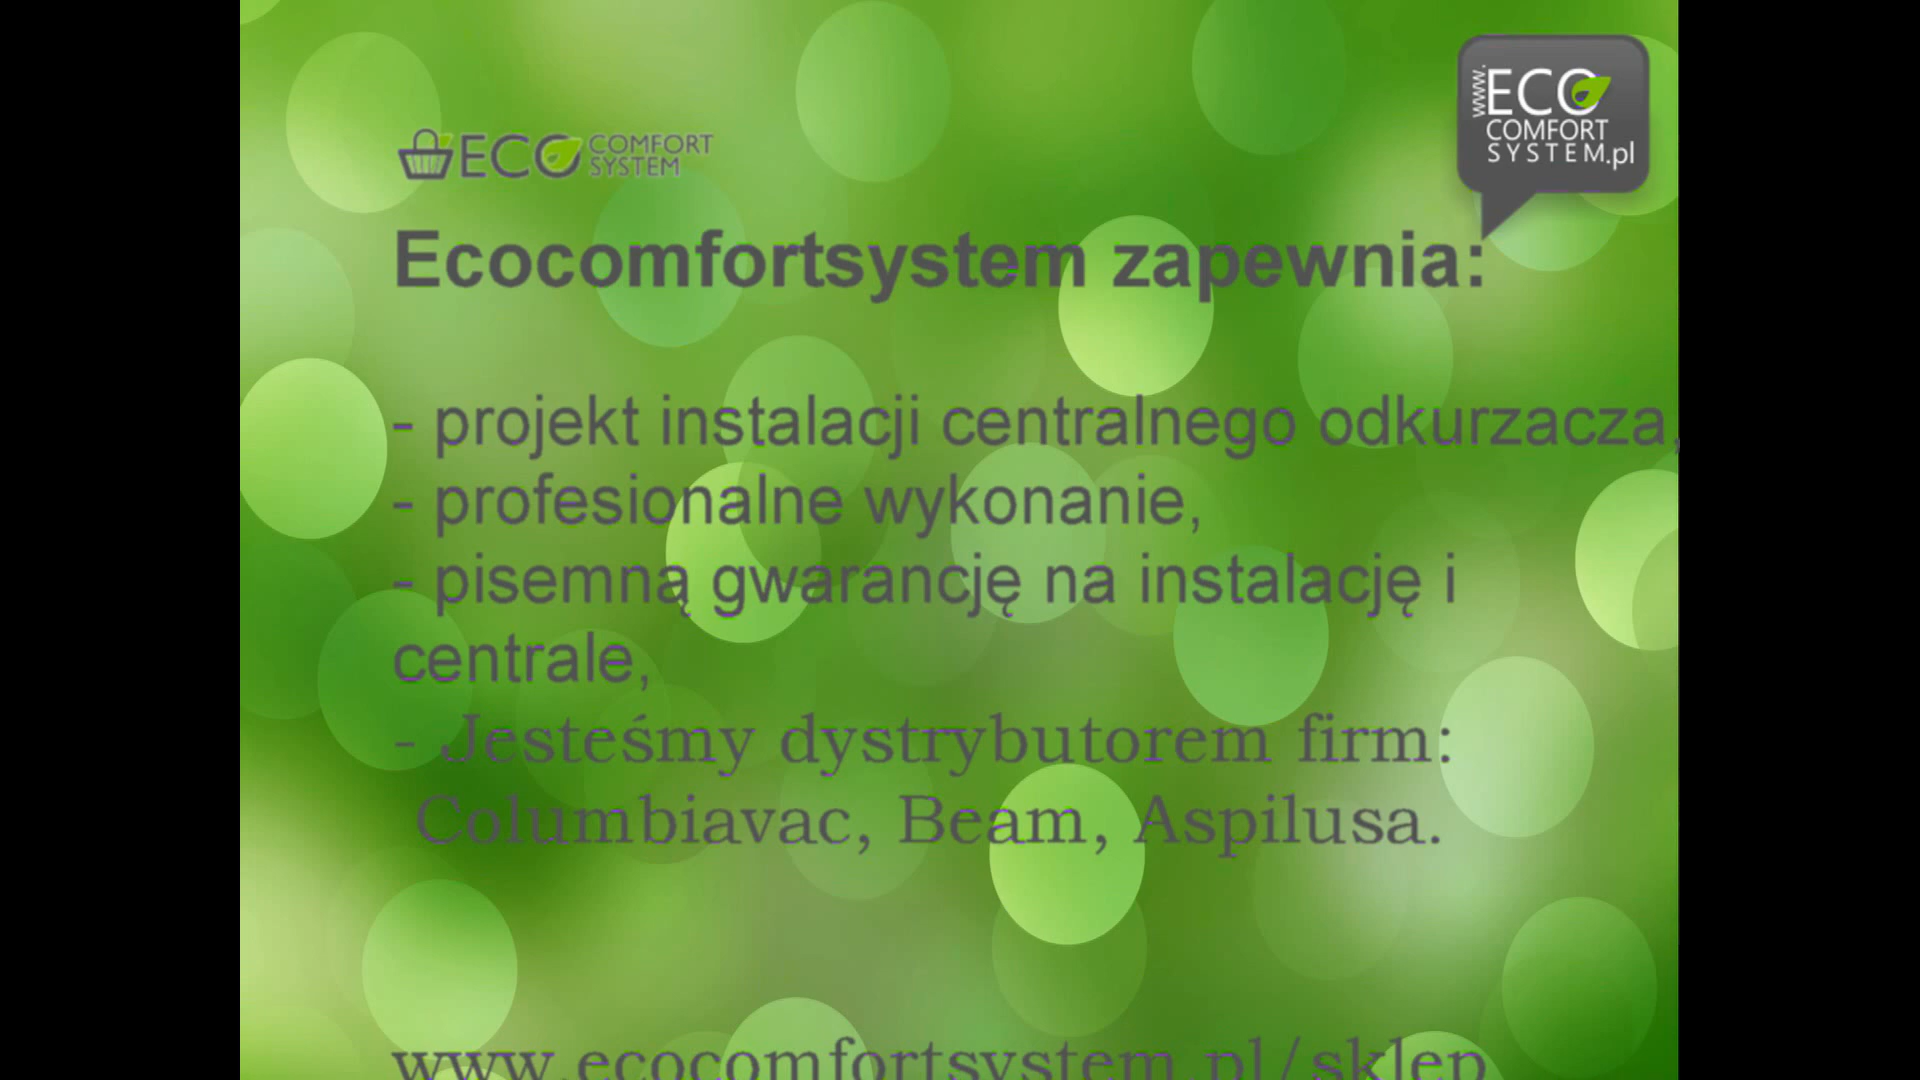 www.ECO
COMFORT
SYSTEM.pl
ECO COMFORT
SYSTEM
Ecocomfortsystem zapewnia:
- projekt instalacji centralnego odkurzacza,
- profesionalne wykonanie,
- pisemną gwarancję na instalację i
centrale,
- Jesteśmy dystrybutorem firm:
Columbiavac, Beam, Aspilusa.
www.ecocomfortsystem.pl/sklep